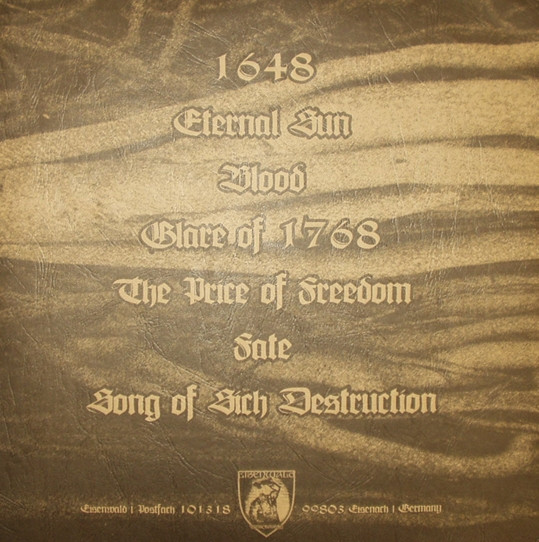 1648
Eternal Sun
Blood
Glare of 1768
The Price of Freedom
Fate
Song of Sich Destruction
EISENWALD
Eisenwald | Postfach 101318 99803 Eisenach | Germany